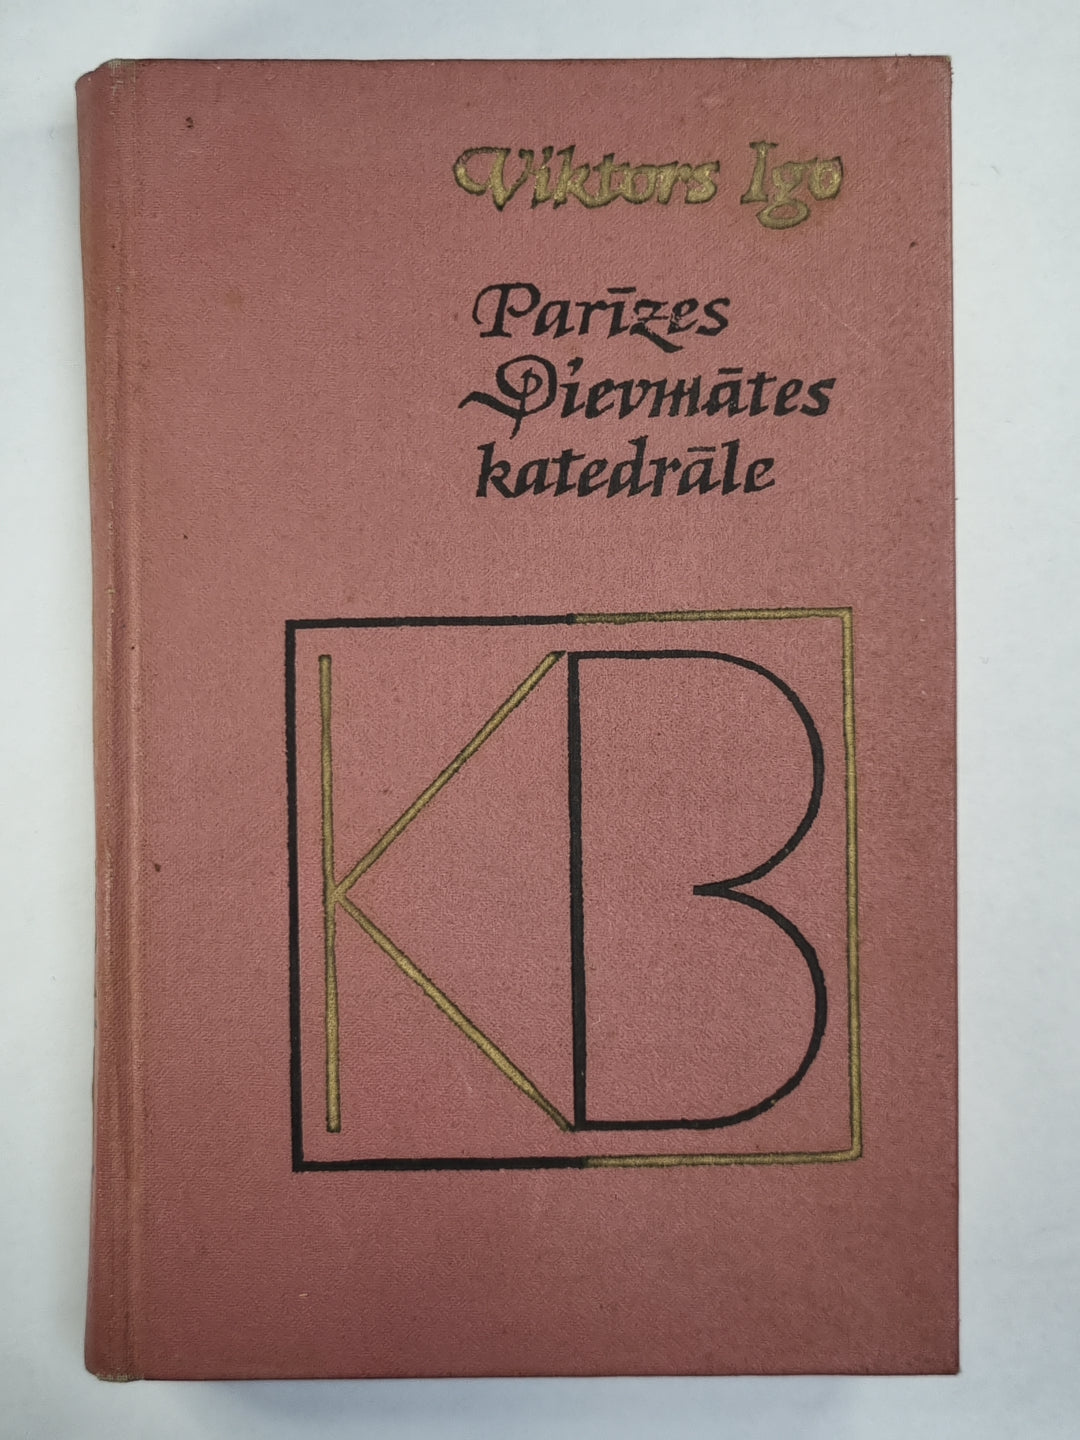 Viktors Igo
Parīzes
Dievmātes
katedrāle
KB